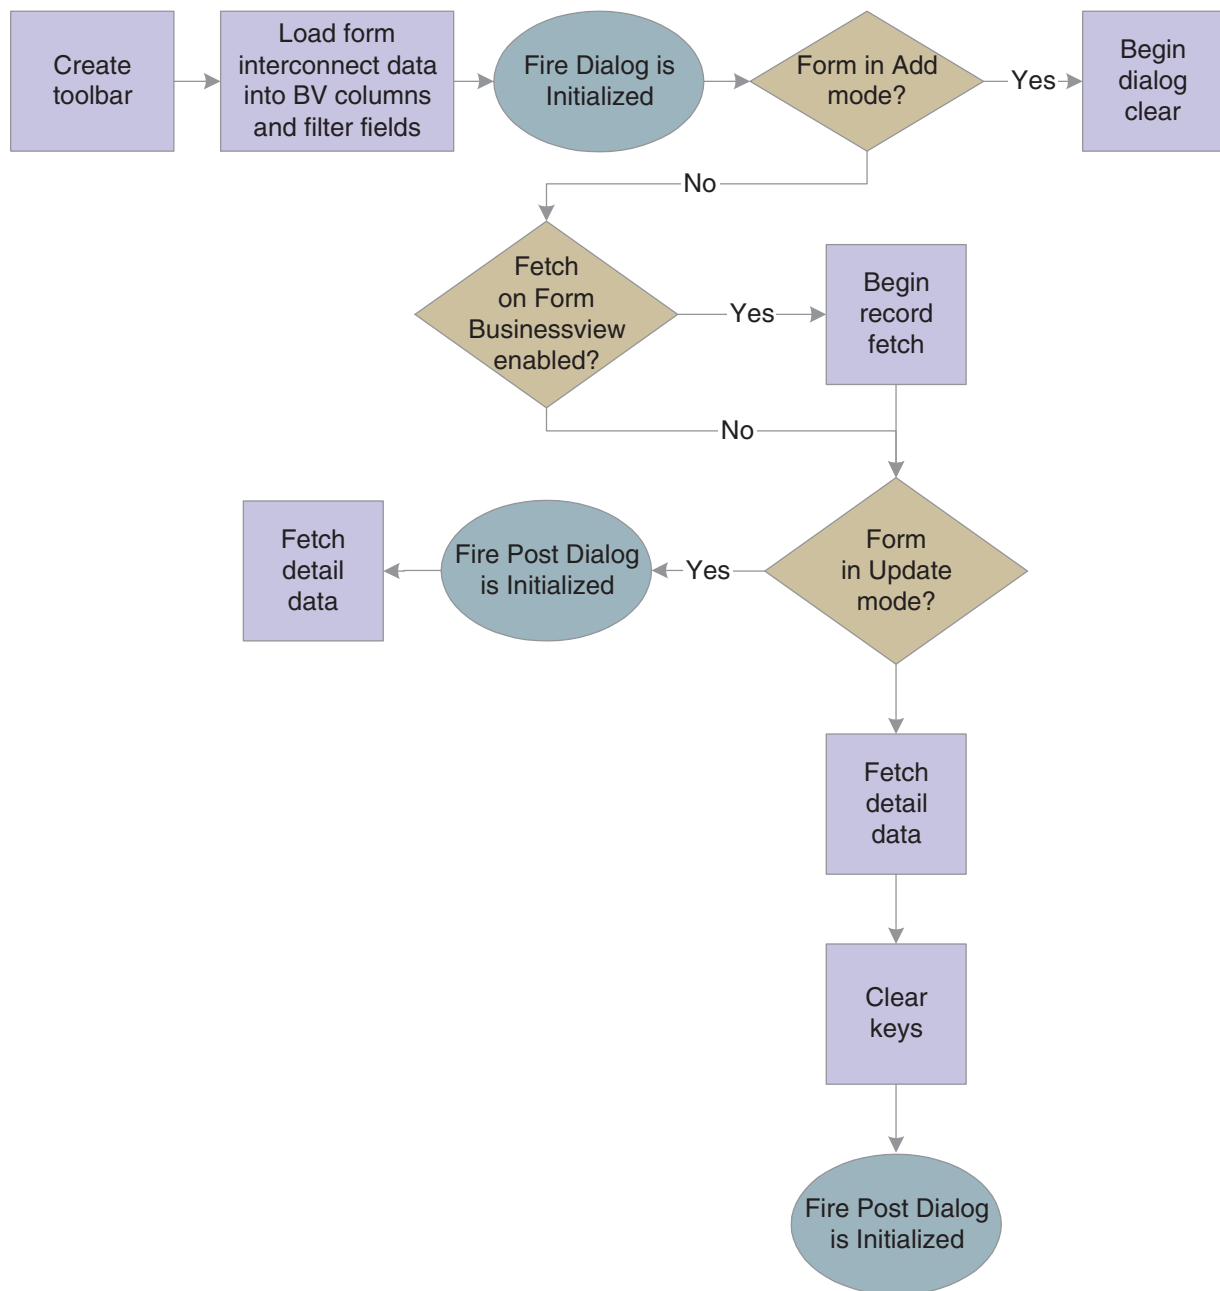 Create
toolbar
Load form
interconnect data
into BV columns
and filter fields
Fire Dialog is
Initialized
Form in Add
mode?
Yes
Begin
dialog
clear
No
Fetch
on Form
Businessview
enabled?
Yes
Begin
record
fetch
No
Fetch
detail
data
Fire Post Dialog
is Initialized
Yes
Form
in Update
mode?
Fetch
detail
data
Clear
keys
Fire Post Dialog
is Initialized